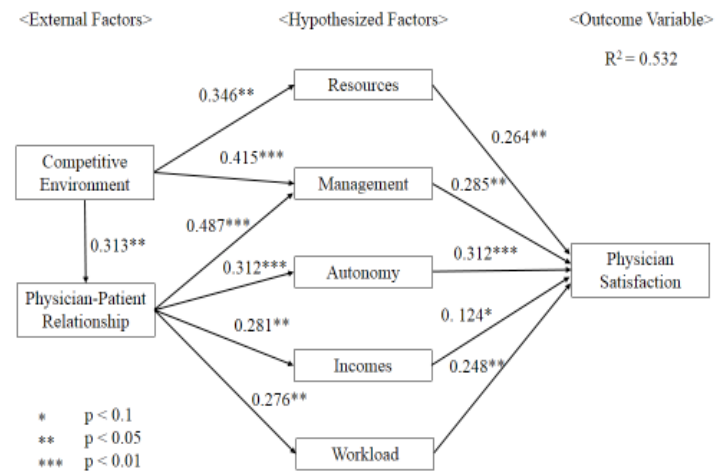 <External Factors> <Hypothesized Factors> <Outcome Variable>
R² = 0.532
Resources
0.346**
0.264**
Competitive
Environment
0.415***
Management
0.285**
0.487***
0.313**
0.312***
Autonomy
0.312***
Physician
Satisfaction
Physician-Patient
Relationship
0.281**
0. 124*
Incomes
0.248**
0.276**
Workload
* p < 0.1
** p < 0.05
*** p < 0.01